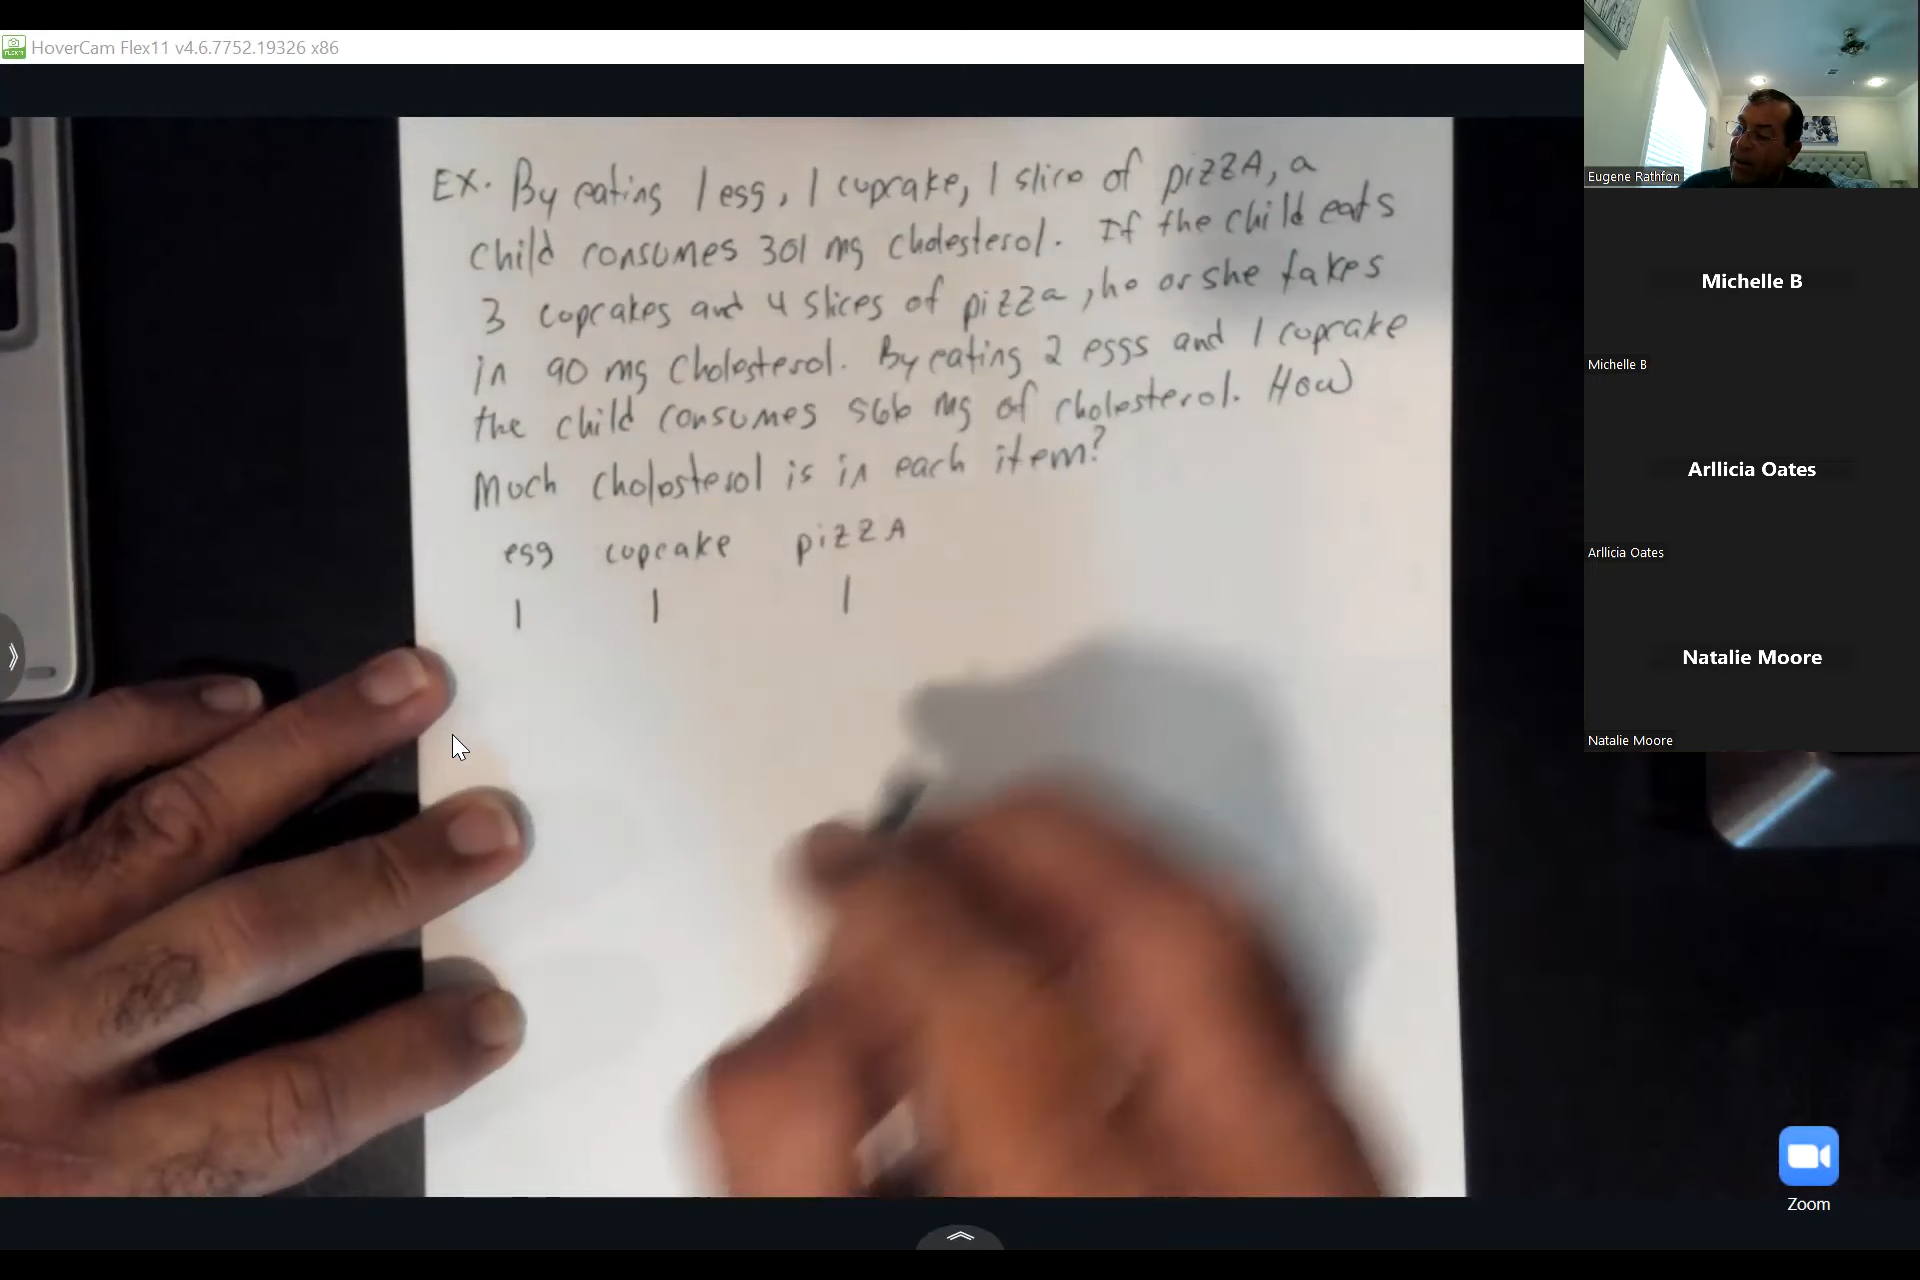 HoverCam Flex11 v4.6.7752.19326 x86
EX. By eating 1 egg, 1 cupcake, 1 slice of pizzA, a
child consumes 301 mg cholesterol. If the child eats
3 cupcakes and 4 slices of pizza, he or she takes
in 90 mg cholesterol. By eating 2 eggs and 1 cupcake
the child consumes 566 mg of cholesterol. How
Much cholesterol is in each item?
egg cupcake pizzA
1 1 1
Eugene Rathfon
Michelle B
Michelle B
Arllicia Oates
Arllicia Oates
Natalie Moore
Natalie Moore
Zoom